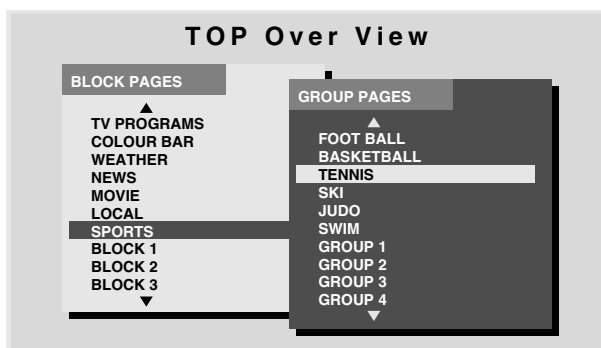 TOP Over View
BLOCK PAGES
TV PROGRAMS
COLOUR BAR
WEATHER
NEWS
MOVIE
LOCAL
SPORTS
BLOCK 1
BLOCK 2
BLOCK 3
GROUP PAGES
FOOT BALL
BASKETBALL
TENNIS
SKI
JUDO
SWIM
GROUP 1
GROUP 2
GROUP 3
GROUP 4